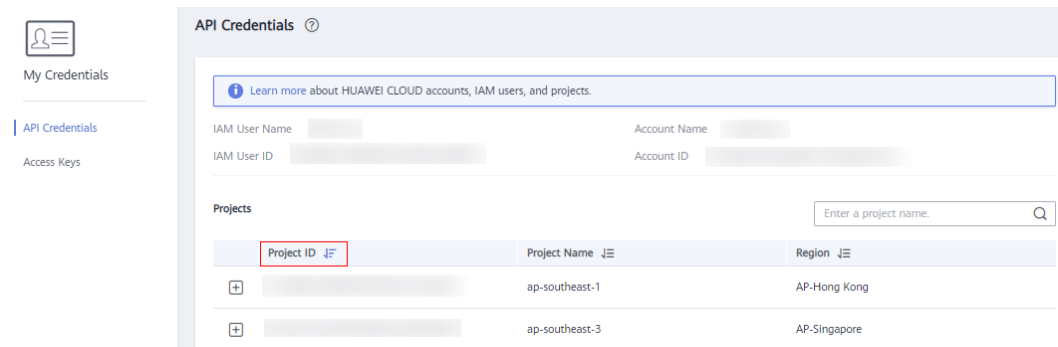 API Credentials ?
My Credentials
Learn more about HUAWEI CLOUD accounts, IAM users, and projects.
API Credentials
IAM User Name Account Name
Access Keys
IAM User ID Account ID
Projects
Enter a project name.
Project ID Project Name Region
ap-southeast-1 AP-Hong Kong
ap-southeast-3 AP-Singapore